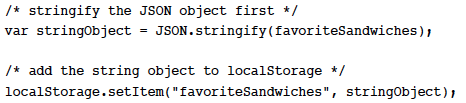 /* stringify the JSON object first */
var stringObject = JSON.stringify(favoriteSandwiches);
/* add the string object to localStorage */
localStorage.setItem("favoriteSandwiches", stringObject);